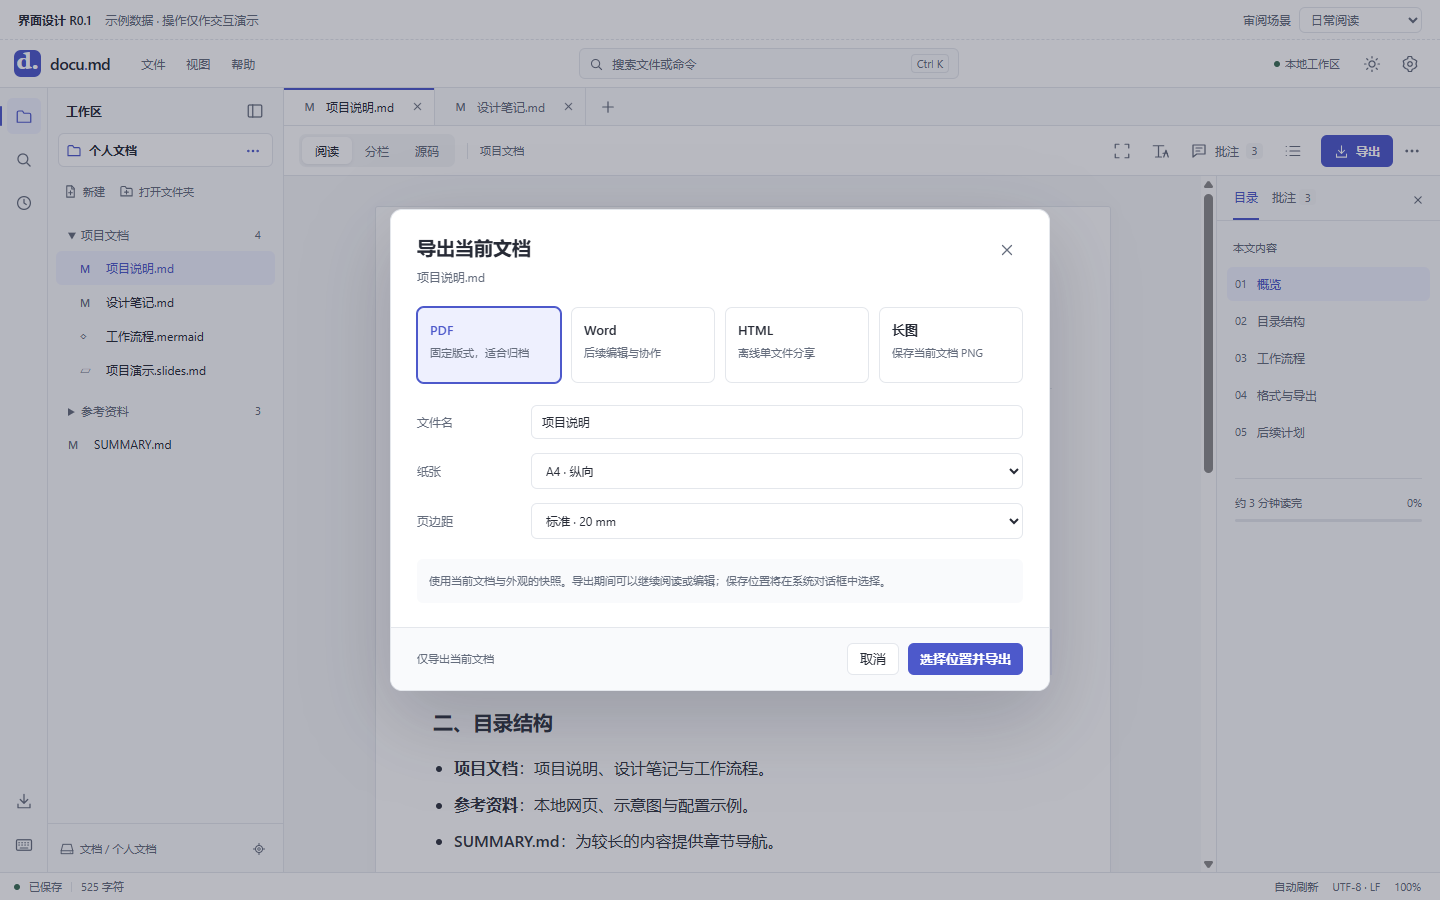 界面设计 R0.1 示例数据 · 操作仅作交互演示 审阅场景 日常阅读
d. docu.md 文件 视图 帮助 搜索文件或命令 Ctrl K 本地工作区
工作区
M 项目说明.md
M 设计笔记.md
个人文档
阅读 分栏 源码 项目文档 批注 3 导出
新建 打开文件夹
项目文档 4
M 项目说明.md
M 设计笔记.md
工作流程.mermaid
项目演示.slides.md
参考资料 3
M SUMMARY.md
文档 / 个人文档
导出当前文档
项目说明.md
PDF
固定版式，适合归档
Word
后续编辑与协作
HTML
离线单文件分享
长图
保存当前文档 PNG
文件名 项目说明
纸张 A4 · 纵向
页边距 标准 · 20 mm
使用当前文档与外观的快照。导出期间可以继续阅读或编辑；保存位置将在系统对话框中选择。
仅导出当前文档 取消 选择位置并导出
二、目录结构
项目文档：项目说明、设计笔记与工作流程。
参考资料：本地网页、示意图与配置示例。
SUMMARY.md：为较长的内容提供章节导航。
目录 批注 3
本文内容
01 概览
02 目录结构
03 工作流程
04 格式与导出
05 后续计划
约 3 分钟读完 0%
已保存 525 字符 自动刷新 UTF-8 · LF 100%